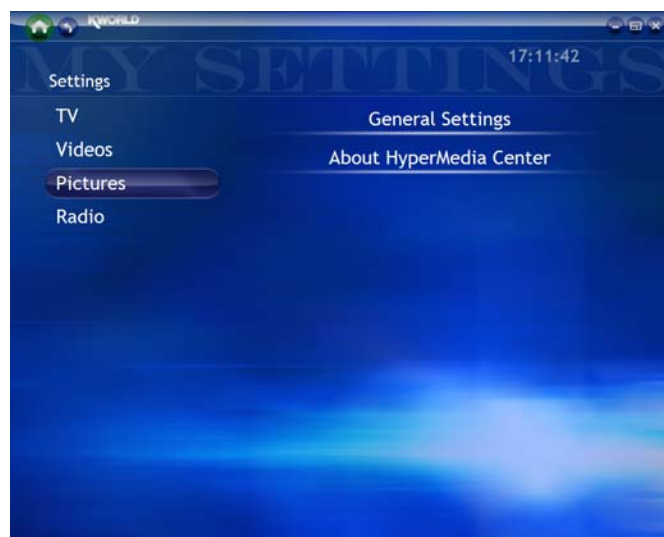 KWORLD
MY SETTINGS
17:11:42
Settings
TV
Videos
Pictures
Radio
General Settings
About HyperMedia Center